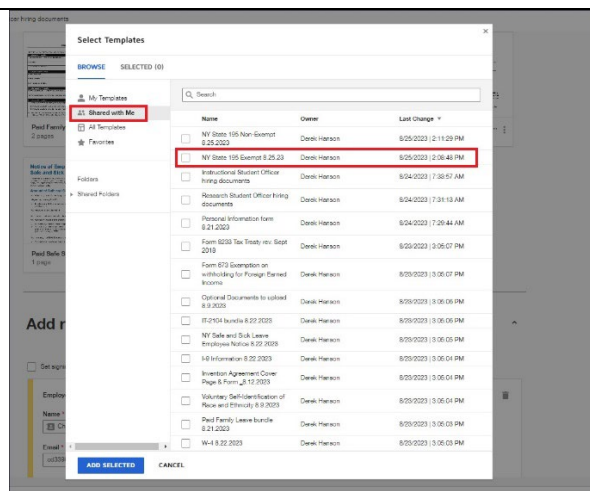 cer hiring documents
Select Templates
×
BROWSE SELECTED (0)
My Templates
Shared with Me
All Templates
Favorites
Folders
Shared Folders
Search
Name Owner Last Change
NY State 195 Non-Exempt
8.25.2023 Derek Hanson 8/25/2023 | 2:11:29 PM
NY State 195 Exempt 8.25.23 Derek Hanson 8/25/2023 | 2:08:48 PM
Instructional Student Officer
hiring documents Derek Hanson 8/24/2023 | 7:33:57 AM
Research Student Officer hiring
documents Derek Hanson 8/24/2023 | 7:31:13 AM
Personal Information form
8.21.2023 Derek Hanson 8/24/2023 | 7:29:44 AM
Form 8233 Tax Treaty rev. Sept
2018 Derek Hanson 8/23/2023 | 3:05:07 PM
Form 673 Exemption on
withholding for Foreign Earned
Income Derek Hanson 8/23/2023 | 3:05:07 PM
Optional Documents to upload
8.9.2023 Derek Hanson 8/23/2023 | 3:05:05 PM
IT-2104 bundle 8.22.2023 Derek Hanson 8/23/2023 | 3:05:05 PM
NY Safe and Sick Leave
Employee Notice 8.22.2023 Derek Hanson 8/23/2023 | 3:05:05 PM
I-9 Information 8.22.2023 Derek Hanson 8/23/2023 | 3:05:04 PM
Invention Agreement Cover
Page & Form _8.12.2023 Derek Hanson 8/23/2023 | 3:05:04 PM
Voluntary Self-Identification of
Race and Ethnicity 8.9.2023 Derek Hanson 8/23/2023 | 3:05:04 PM
Paid Family Leave bundle
8.21.2023 Derek Hanson 8/23/2023 | 3:05:03 PM
W-4 8.22.2023 Derek Hanson 8/23/2023 | 3:05:03 PM
ADD SELECTED CANCEL
Paid Family
2 pages
Safe and Sick
Paid Safe S
1 page
Add r
Set signi
Employ
Name *
Email *